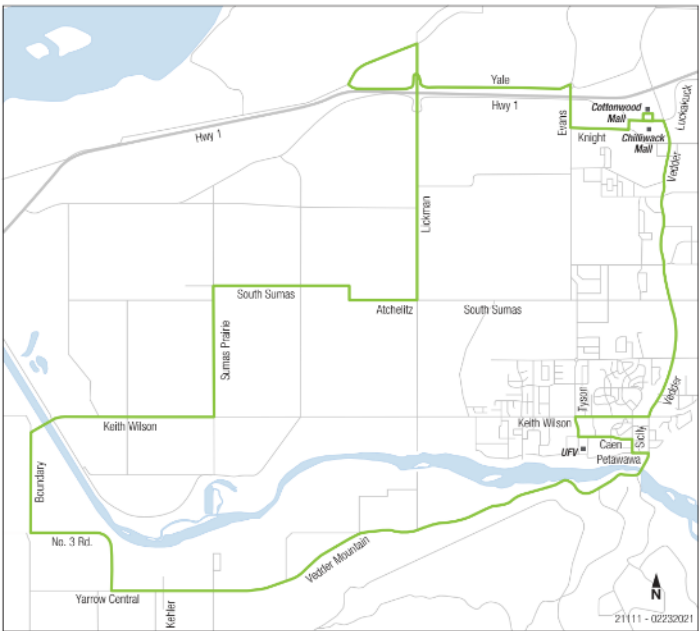 Yale
Hwy 1
Hwy 1
Cottonwood
Mall
Luckakuck
Evans
Knight
Chilliwack
Mall
Vedder
Lickman
South Sumas
Atchelitz
South Sumas
Sumas Prairie
Tyson
Vedder
Keith Wilson
Keith Wilson
Sicily
Caen
UFV
Petawawa
Boundary
No. 3 Rd.
Vedder Mountain
Yarrow Central
Kehler
N
21111 - 02232021